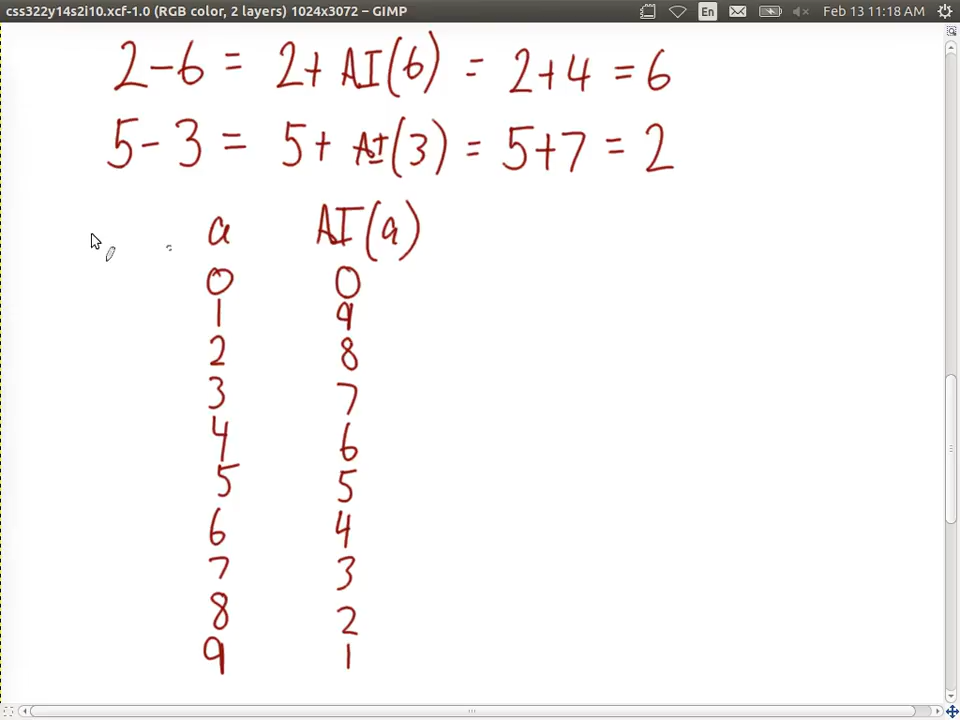 css322y14s2i10.xcf-1.0 (RGB color, 2 layers) 1024x3072 – GIMP En Feb 13 11:18 AM
2-6 = 2+ AI(6) = 2+4 = 6
5-3 = 5+ AI(3) = 5+7 = 2
a AI(a)
0 0
1 9
2 8
3 7
4 6
5 5
6 4
7 3
8 2
9 1